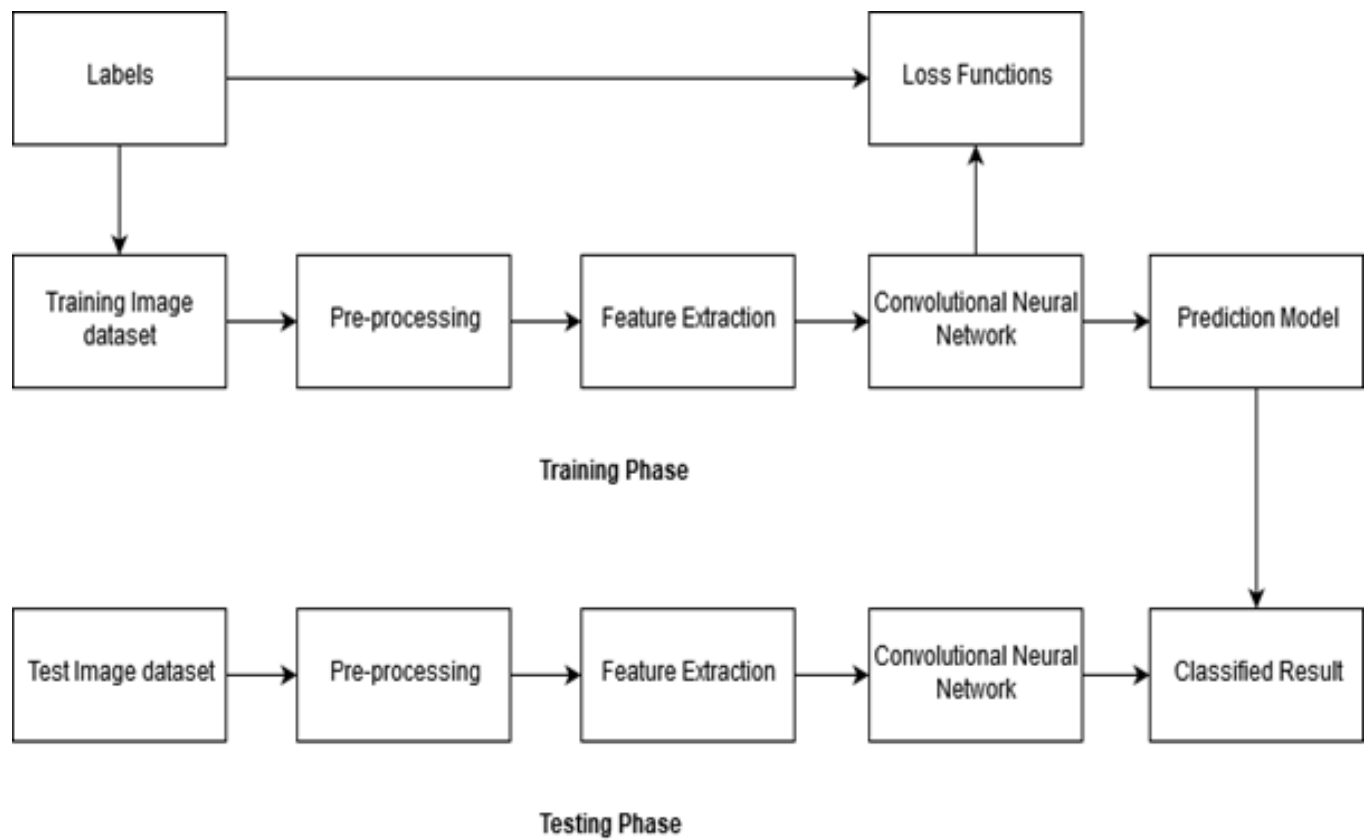 Labels
Loss Functions
Training Image
dataset
Pre-processing
Feature Extraction
Convolutional Neural
Network
Prediction Model
Training Phase
Test Image dataset
Pre-processing
Feature Extraction
Convolutional Neural
Network
Classified Result
Testing Phase